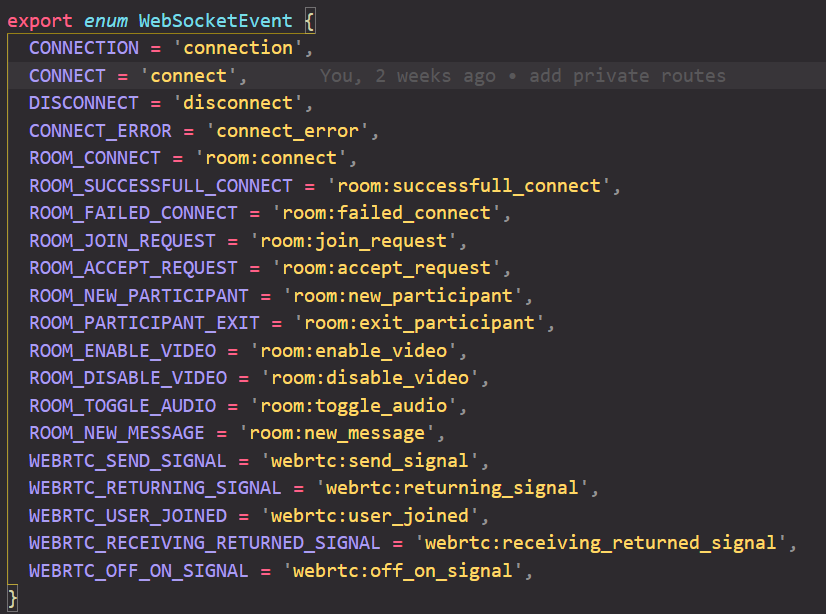 export enum WebSocketEvent {
CONNECTION = 'connection',
CONNECT = 'connect', You, 2 weeks ago • add private routes
DISCONNECT = 'disconnect',
CONNECT_ERROR = 'connect_error',
ROOM_CONNECT = 'room:connect',
ROOM_SUCCESSFULL_CONNECT = 'room:successfull_connect',
ROOM_FAILED_CONNECT = 'room:failed_connect',
ROOM_JOIN_REQUEST = 'room:join_request',
ROOM_ACCEPT_REQUEST = 'room:accept_request',
ROOM_NEW_PARTICIPANT = 'room:new_participant',
ROOM_PARTICIPANT_EXIT = 'room:exit_participant',
ROOM_ENABLE_VIDEO = 'room:enable_video',
ROOM_DISABLE_VIDEO = 'room:disable_video',
ROOM_TOGGLE_AUDIO = 'room:toggle_audio',
ROOM_NEW_MESSAGE = 'room:new_message',
WEBRTC_SEND_SIGNAL = 'webrtc:send_signal',
WEBRTC_RETURNING_SIGNAL = 'webrtc:returning_signal',
WEBRTC_USER_JOINED = 'webrtc:user_joined',
WEBRTC_RECEIVING_RETURNED_SIGNAL = 'webrtc:receiving_returned_signal',
WEBRTC_OFF_ON_SIGNAL = 'webrtc:off_on_signal',
}